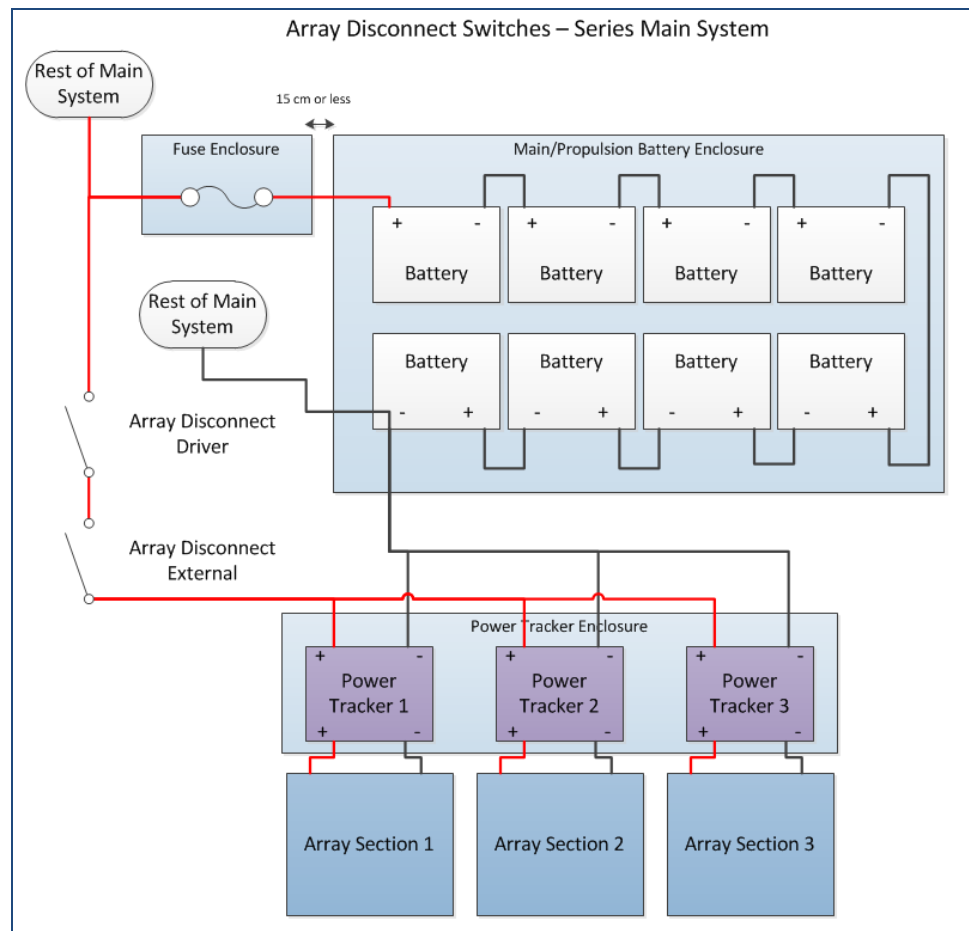 Array Disconnect Switches – Series Main System
Rest of Main
System
15 cm or less
Fuse Enclosure
Main/Propulsion Battery Enclosure
+ - + - + - + -
Battery Battery Battery Battery
Rest of Main
System
Battery Battery Battery Battery
- + - + - + - +
Array Disconnect
Driver
Array Disconnect
External
Power Tracker Enclosure
+ - + - + -
Power
Tracker 1
Power
Tracker 2
Power
Tracker 3
+ - + - + -
Array Section 1
Array Section 2
Array Section 3